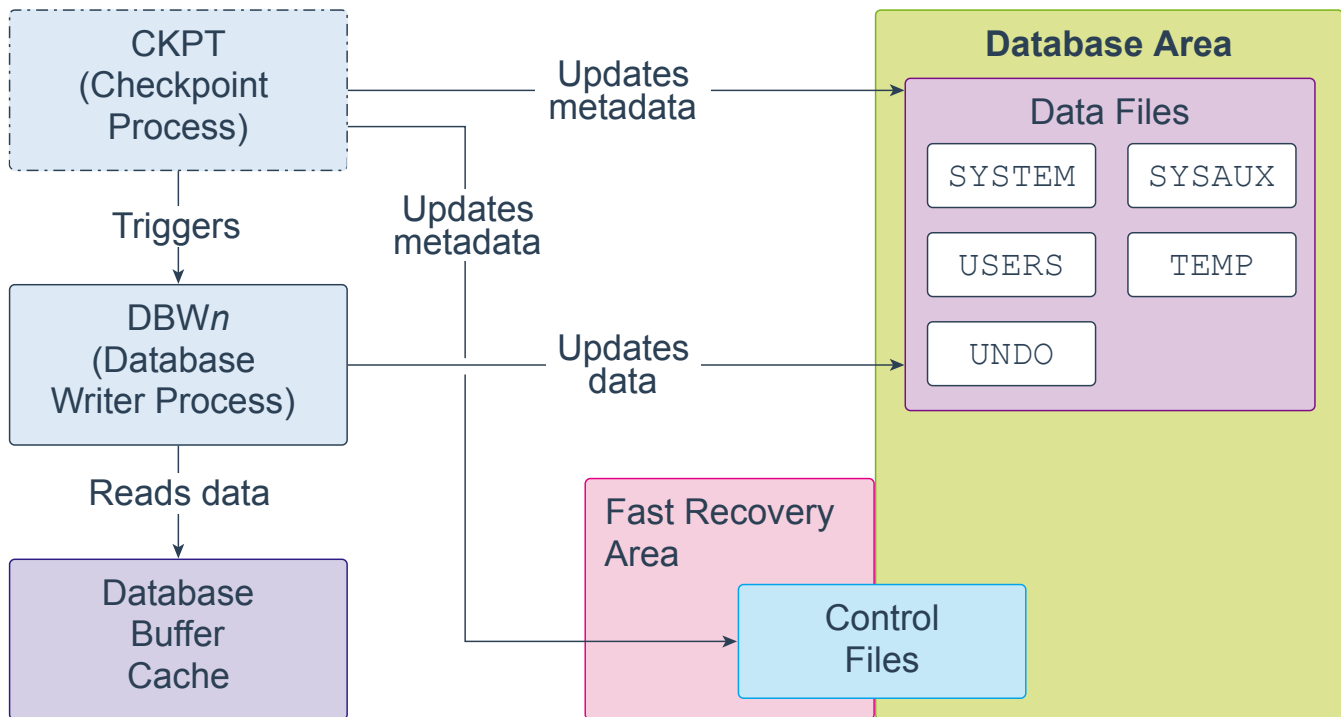 CKPT
(Checkpoint
Process)
Updates
metadata
Updates
metadata
Triggers
DBWn
(Database
Writer Process)
Updates
data
Reads data
Database
Buffer
Cache
Database Area
Data Files
SYSTEM
SYSAUX
USERS
TEMP
UNDO
Fast Recovery
Area
Control
Files